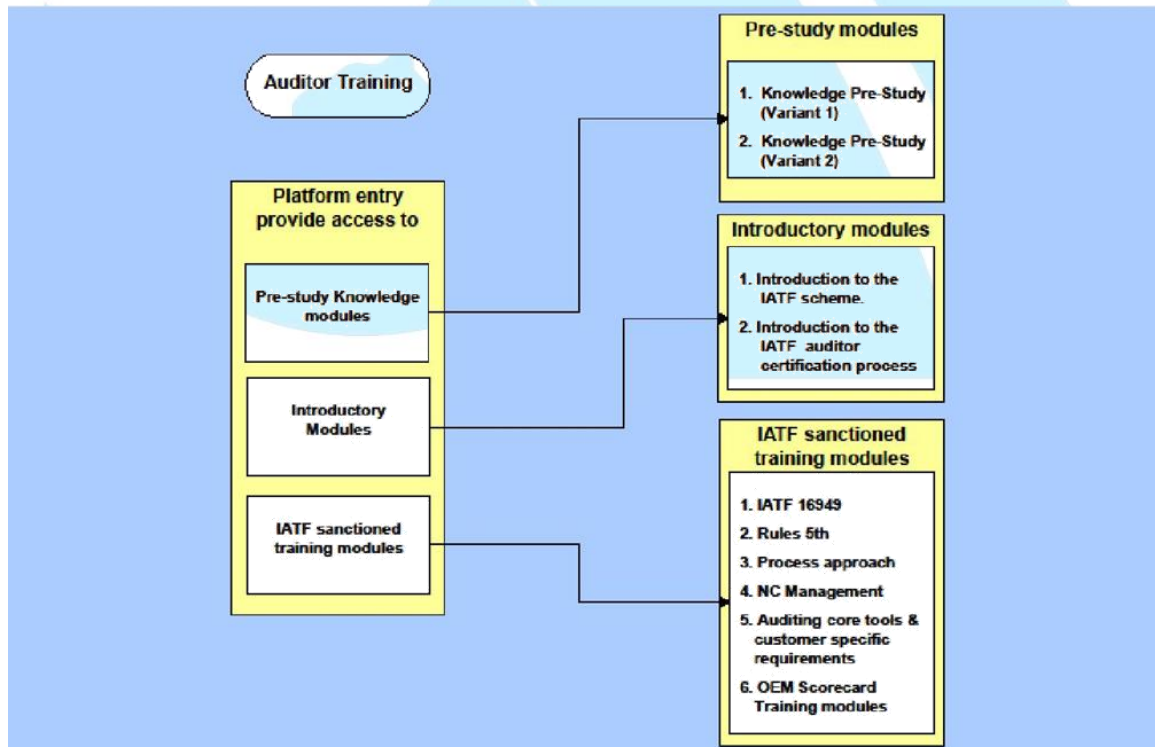 Auditor Training
Platform entry
provide access to
Pre-study Knowledge
modules
Introductory
Modules
IATF sanctioned
training modules
Pre-study modules
1. Knowledge Pre-Study
(Variant 1)
2. Knowledge Pre-Study
(Variant 2)
Introductory modules
1. Introduction to the
IATF scheme.
2. Introduction to the
IATF auditor
certification process
IATF sanctioned
training modules
1. IATF 16949
2. Rules 5th
3. Process approach
4. NC Management
5. Auditing core tools &
customer specific
requirements
6. OEM Scorecard
Training modules